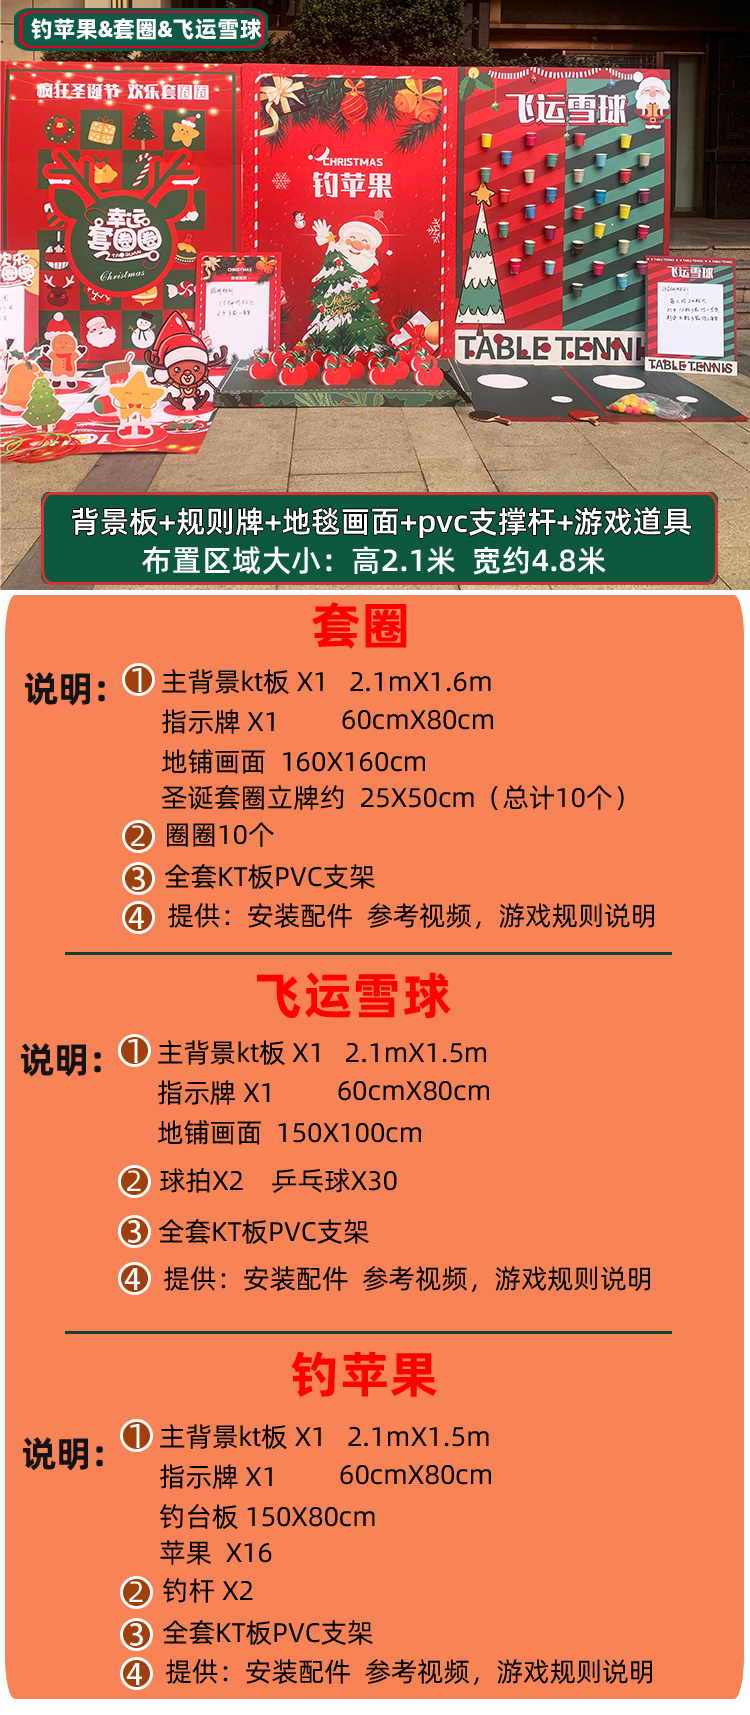 钓苹果&套圈&飞运雪球
疯狂圣诞节 欢乐套圈圈
CHRISTMAS
钓苹果
飞运雪球
幸运
套圈圈
Christmas
CHRISTMAS
飞运雪球
TABLE TENN
TABLE TENNIS
背景板+规则牌+地毯画面+pvc支撑杆+游戏道具
布置区域大小：高2.1米 宽约4.8米
套圈
说明：①主背景kt板 X1 2.1mX1.6m
指示牌 X1 60cmX80cm
地铺画面 160X160cm
圣诞套圈立牌约 25X50cm（总计10个）
②圈圈10个
③全套KT板PVC支架
④提供：安装配件 参考视频，游戏规则说明
飞运雪球
说明：①主背景kt板 X1 2.1mX1.5m
指示牌 X1 60cmX80cm
地铺画面 150X100cm
②球拍X2 乒乓球X30
③全套KT板PVC支架
④提供：安装配件 参考视频，游戏规则说明
钓苹果
说明：①主背景kt板 X1 2.1mX1.5m
指示牌 X1 60cmX80cm
钓台板 150X80cm
苹果 X16
②钓杆 X2
③全套KT板PVC支架
④提供：安装配件 参考视频，游戏规则说明